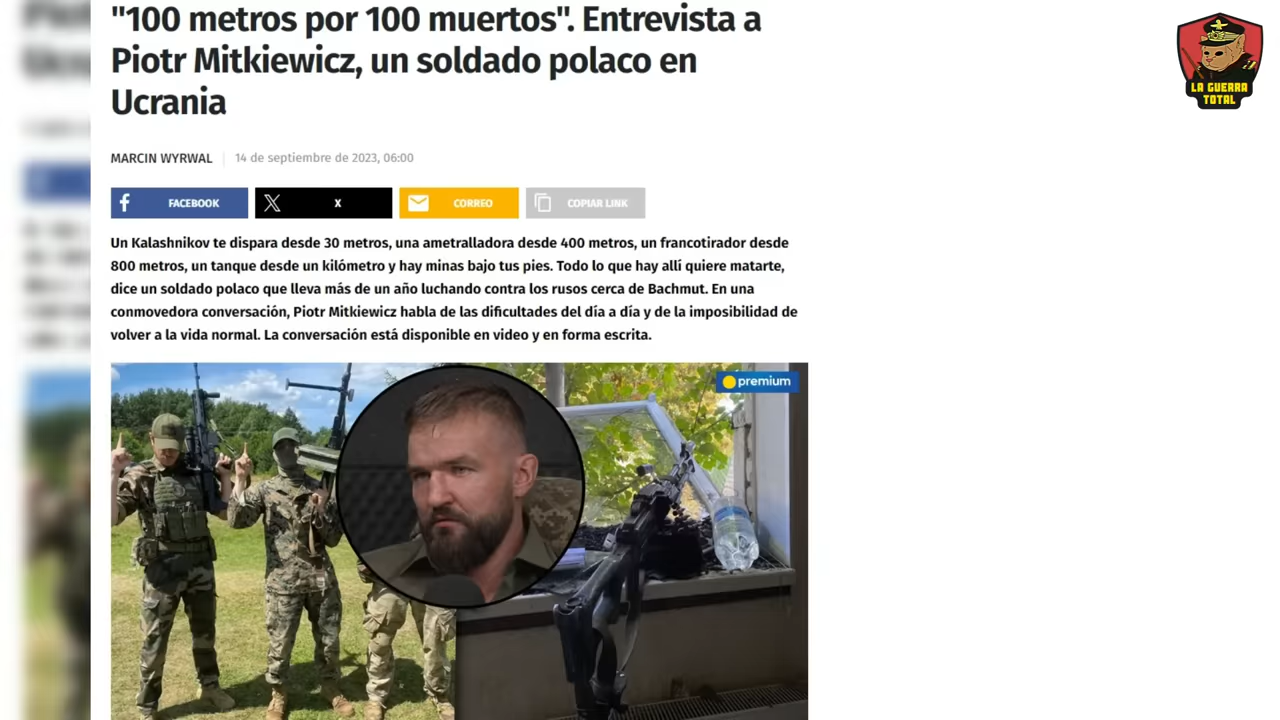 "100 metros por 100 muertos". Entrevista a
Piotr Mitkiewicz, un soldado polaco en
Ucrania
MARCIN WYRWAL
14 de septiembre de 2023, 06:00
FACEBOOK
X
CORREO
COPIAR LINK
Un Kalashnikov te dispara desde 30 metros, una ametralladora desde 400 metros, un francotirador desde
800 metros, un tanque desde un kilómetro y hay minas bajo tus pies. Todo lo que hay allí quiere matarte,
dice un soldado polaco que lleva más de un año luchando contra los rusos cerca de Bachmut. En una
conmovedora conversación, Piotr Mitkiewicz habla de las dificultades del día a día y de la imposibilidad de
volver a la vida normal. La conversación está disponible en video y en forma escrita.
premium
LA GUERRA
TOTAL